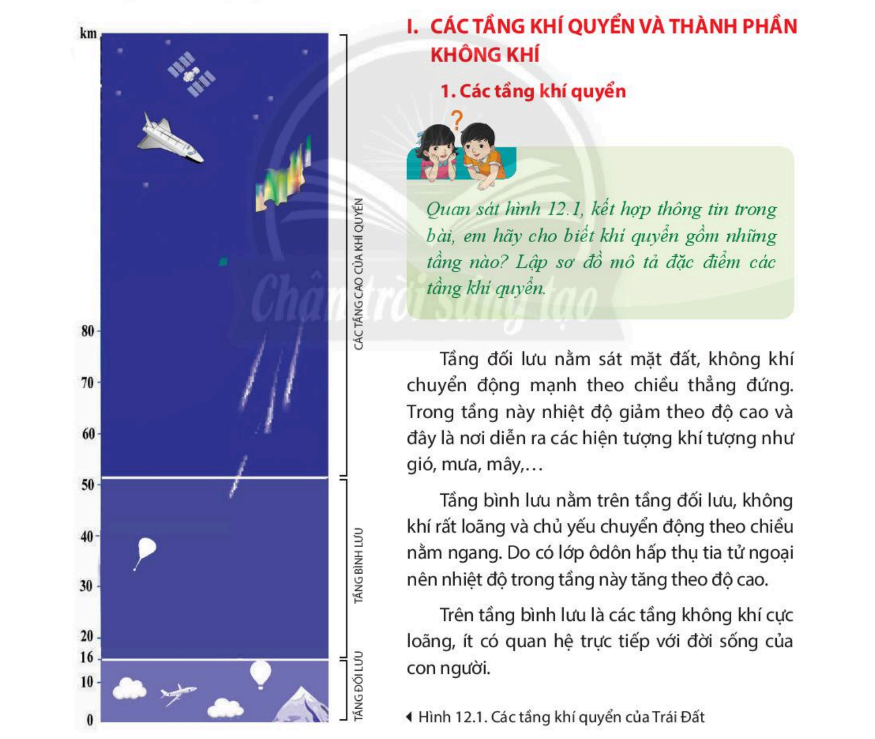 km
80
70
60
50
40
30
20
16
10
0
CÁC TẦNG CAO CỦA KHÍ QUYỂN
TẦNG BÌNH LƯU
TẦNG ĐỐI LƯU
Chân trời sáng tạo
I. CÁC TẦNG KHÍ QUYỂN VÀ THÀNH PHẦN
KHÔNG KHÍ
1. Các tầng khí quyển
?
Quan sát hình 12.1, kết hợp thông tin trong
bài, em hãy cho biết khí quyển gồm những
tầng nào? Lập sơ đồ mô tả đặc điểm các
tầng khí quyển.
Tầng đối lưu nằm sát mặt đất, không khí
chuyển động mạnh theo chiều thẳng đứng.
Trong tầng này nhiệt độ giảm theo độ cao và
đây là nơi diễn ra các hiện tượng khí tượng như
gió, mưa, mây,...
Tầng bình lưu nằm trên tầng đối lưu, không
khí rất loãng và chủ yếu chuyển động theo chiều
nằm ngang. Do có lớp ôdôn hấp thụ tia tử ngoại
nên nhiệt độ trong tầng này tăng theo độ cao.
Trên tầng bình lưu là các tầng không khí cực
loãng, ít có quan hệ trực tiếp với đời sống của
con người.
Hình 12.1. Các tầng khí quyển của Trái Đất